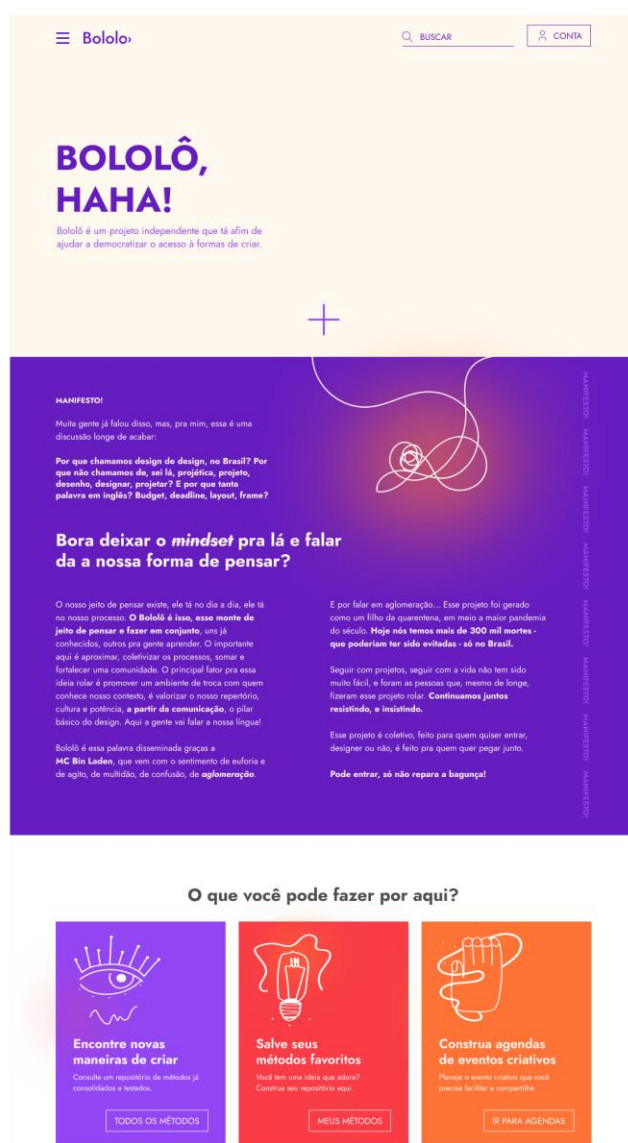 Bololo›
BUSCAR
CONTA
BOLOLÔ,
HAHA!
Bololô é um projeto independente que tá afim de
ajudar a democratizar o acesso à formas de criar.
MANIFESTO!
Muita gente já falou disso, mas, pra mim, essa é uma
discussão longe de acabar:
Por que chamamos design de design, no Brasil? Por
que não chamamos de, sei lá, projética, projeto,
desenho, designar, projetar? E por que tanta
palavra em inglês? Budget, deadline, layout, frame?
Bora deixar o mindset pra lá e falar
da a nossa forma de pensar?
O nosso jeito de pensar existe, ele tá no dia a dia, ele tá
no nosso processo. O Bololô é isso, esse monte de
jeito de pensar e fazer em conjunto, uns já
conhecidos, outros pra gente aprender. O importante
aqui é aproximar, coletivizar os processos, somar e
fortalecer uma comunidade. O principal fator pra essa
ideia rolar é promover um ambiente de troca com quem
conhece nosso contexto, é valorizar o nosso repertório,
cultura e potência, a partir da comunicação, o pilar
básico do design. Aqui a gente vai falar a nossa língua!
Bololô é essa palavra disseminada graças a
MC Bin Laden, que vem com o sentimento de euforia e
de agito, de multidão, de confusão, de aglomeração.
E por falar em aglomeração... Esse projeto foi gerado
como um filho da quarentena, em meio a maior pandemia
do século. Hoje nós temos mais de 300 mil mortes -
que poderiam ter sido evitadas - só no Brasil.
Seguir com projetos, seguir com a vida não tem sido
muito fácil, e foram as pessoas que, mesmo de longe,
fizeram esse projeto rolar. Continuamos juntos
resistindo, e insistindo.
Esse projeto é coletivo, feito para quem quiser entrar,
designer ou não, é feito pra quem quer pegar junto.
Pode entrar, só não repara a bagunça!
MANIFESTO! MANIFESTO! MANIFESTO! MANIFESTO! MANIFESTO! MANIFESTO! MANIFESTO! MANIFESTO!
O que você pode fazer por aqui?
Encontre novas
maneiras de criar
Consulte um repositório de métodos já
consolidados e testados.
TODOS OS MÉTODOS
Salve seus
métodos favoritos
Você tem uma ideia que adora?
Construa seu repositório aqui.
MEUS MÉTODOS
Construa agendas
de eventos criativos
Planeje o evento criativo que você
precisa facilitar e compartilhe.
IR PARA AGENDAS